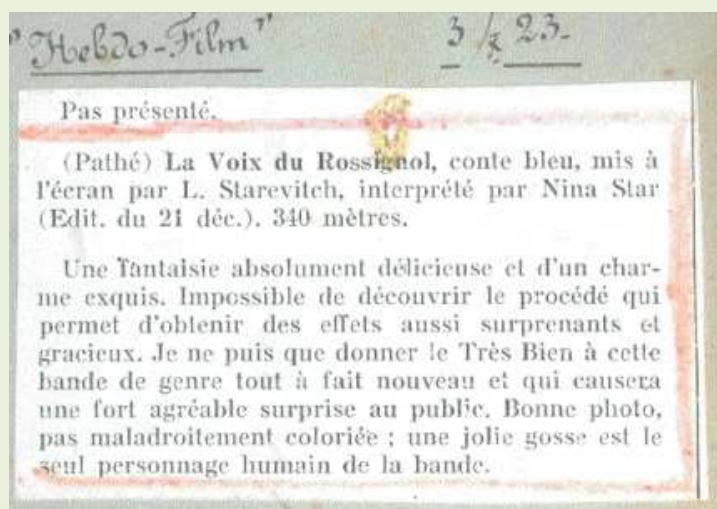 "Hebdo-Film" 3/ 23.
Pas présenté.
(Pathé) La Voix du Rossignol, conte bleu, mis à
l'écran par L. Starevitch, interprété par Nina Star
(Edit. du 21 déc.). 340 mètres.
Une fantaisie absolument délicieuse et d'un char-
me exquis. Impossible de découvrir le procédé qui
permet d'obtenir des effets aussi surprenants et
gracieux. Je ne puis que donner le Très Bien à cette
bande de genre tout à fait nouveau et qui causera
une fort agréable surprise au public. Bonne photo,
pas maladroitement coloriée ; une jolie gosse est le
seul personnage humain de la bande.